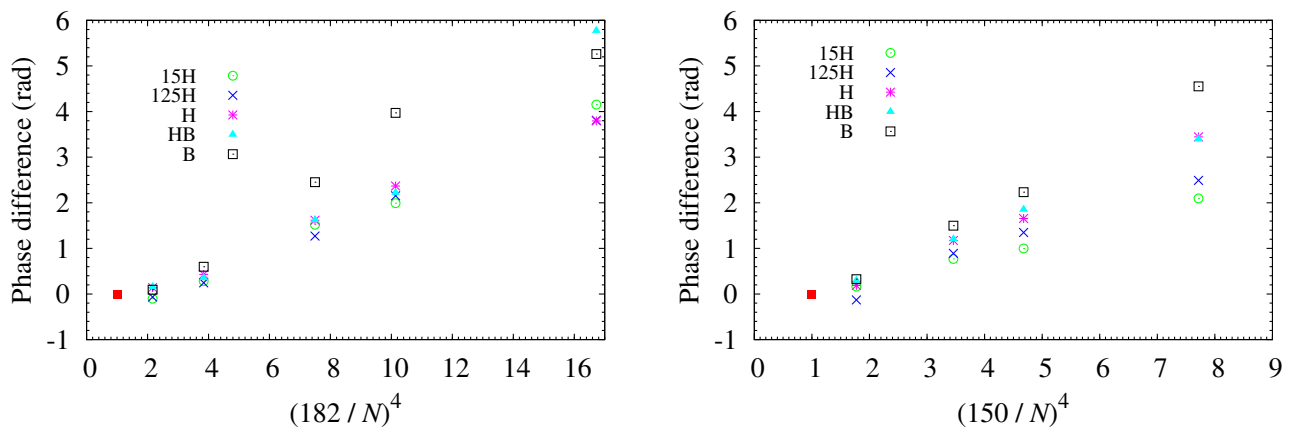 Phase difference (rad)
6
5
4
3
2
1
0
-1
15H
125H
H
HB
B
0 2 4 6 8 10 12 14 16
(182 / N)⁴
Phase difference (rad)
6
5
4
3
2
1
0
-1
15H
125H
H
HB
B
0 1 2 3 4 5 6 7 8 9
(150 / N)⁴